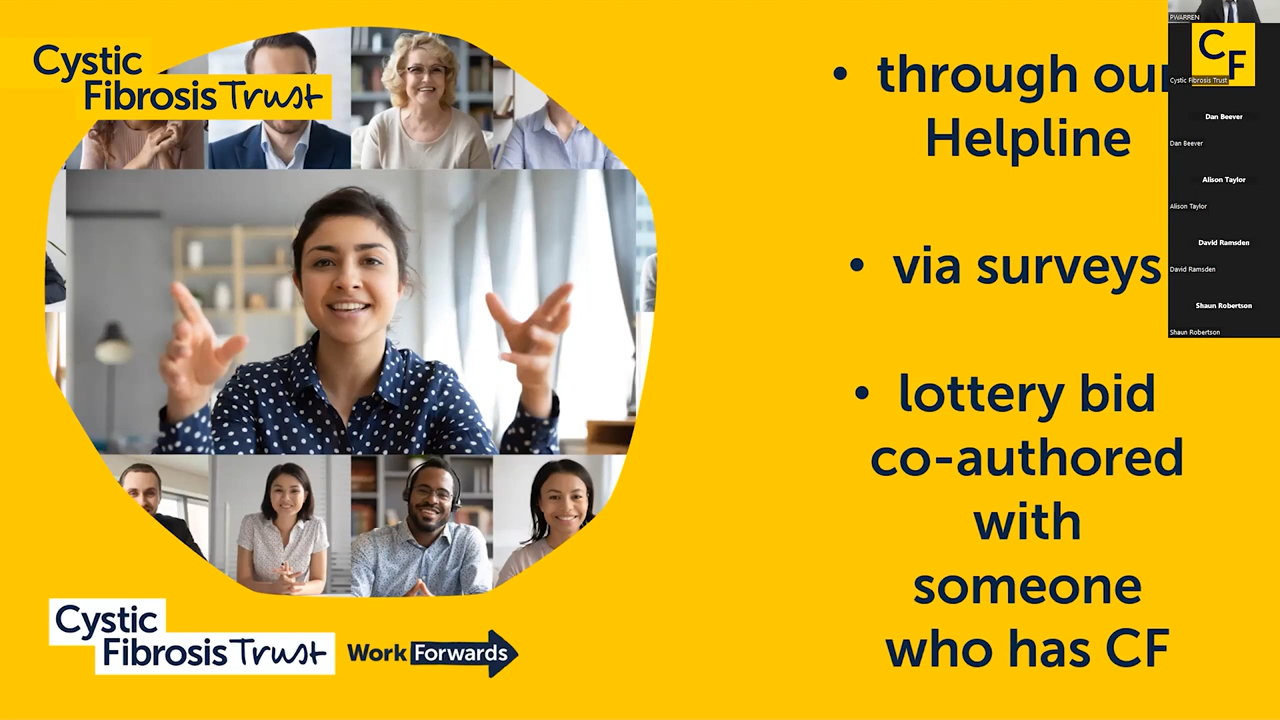 Cystic
Fibrosis Trust
• through our
Helpline
• via surveys
• lottery bid
co-authored
with
someone
who has CF
Cystic
Fibrosis Trust
Work Forwards
PWARREN
CF
Cystic Fibrosis Trust
Dan Beever
Dan Beever
Alison Taylor
Alison Taylor
David Ramsden
David Ramsden
Shaun Robertson
Shaun Robertson